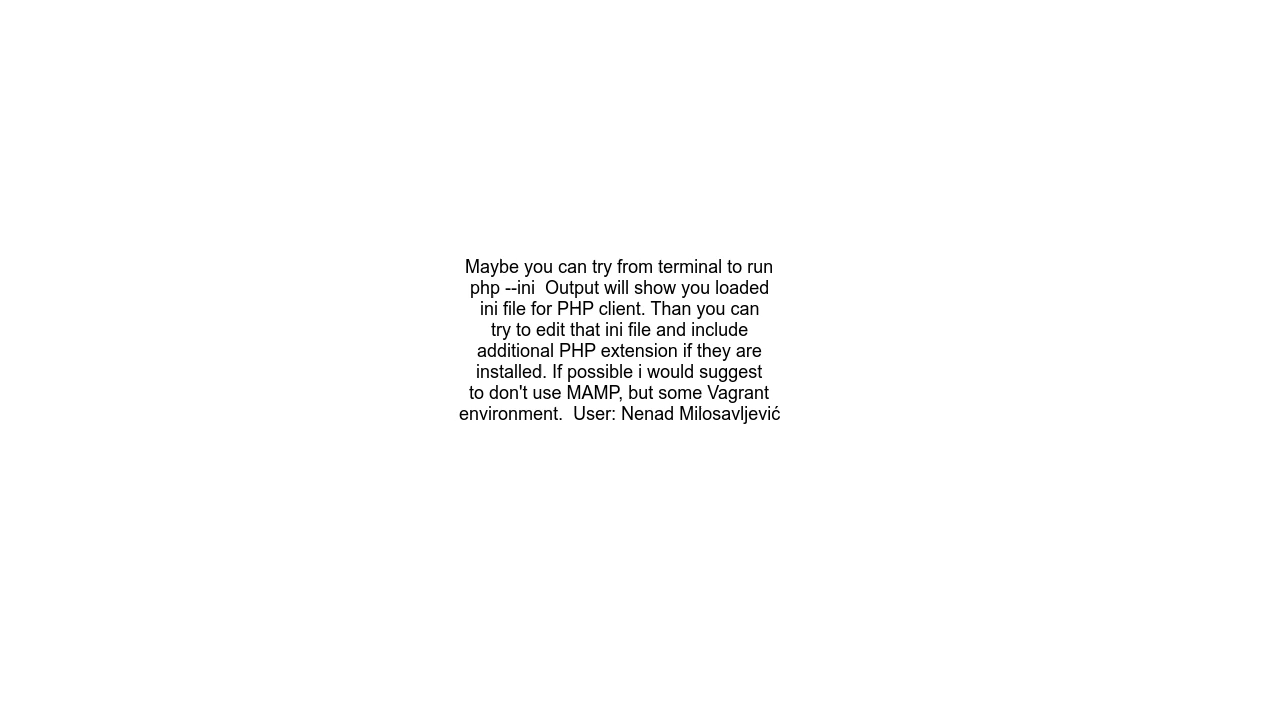 Maybe you can try from terminal to run
php --ini  Output will show you loaded
ini file for PHP client. Than you can
try to edit that ini file and include
additional PHP extension if they are
installed. If possible i would suggest
to don't use MAMP, but some Vagrant
environment.  User: Nenad Milosavljević